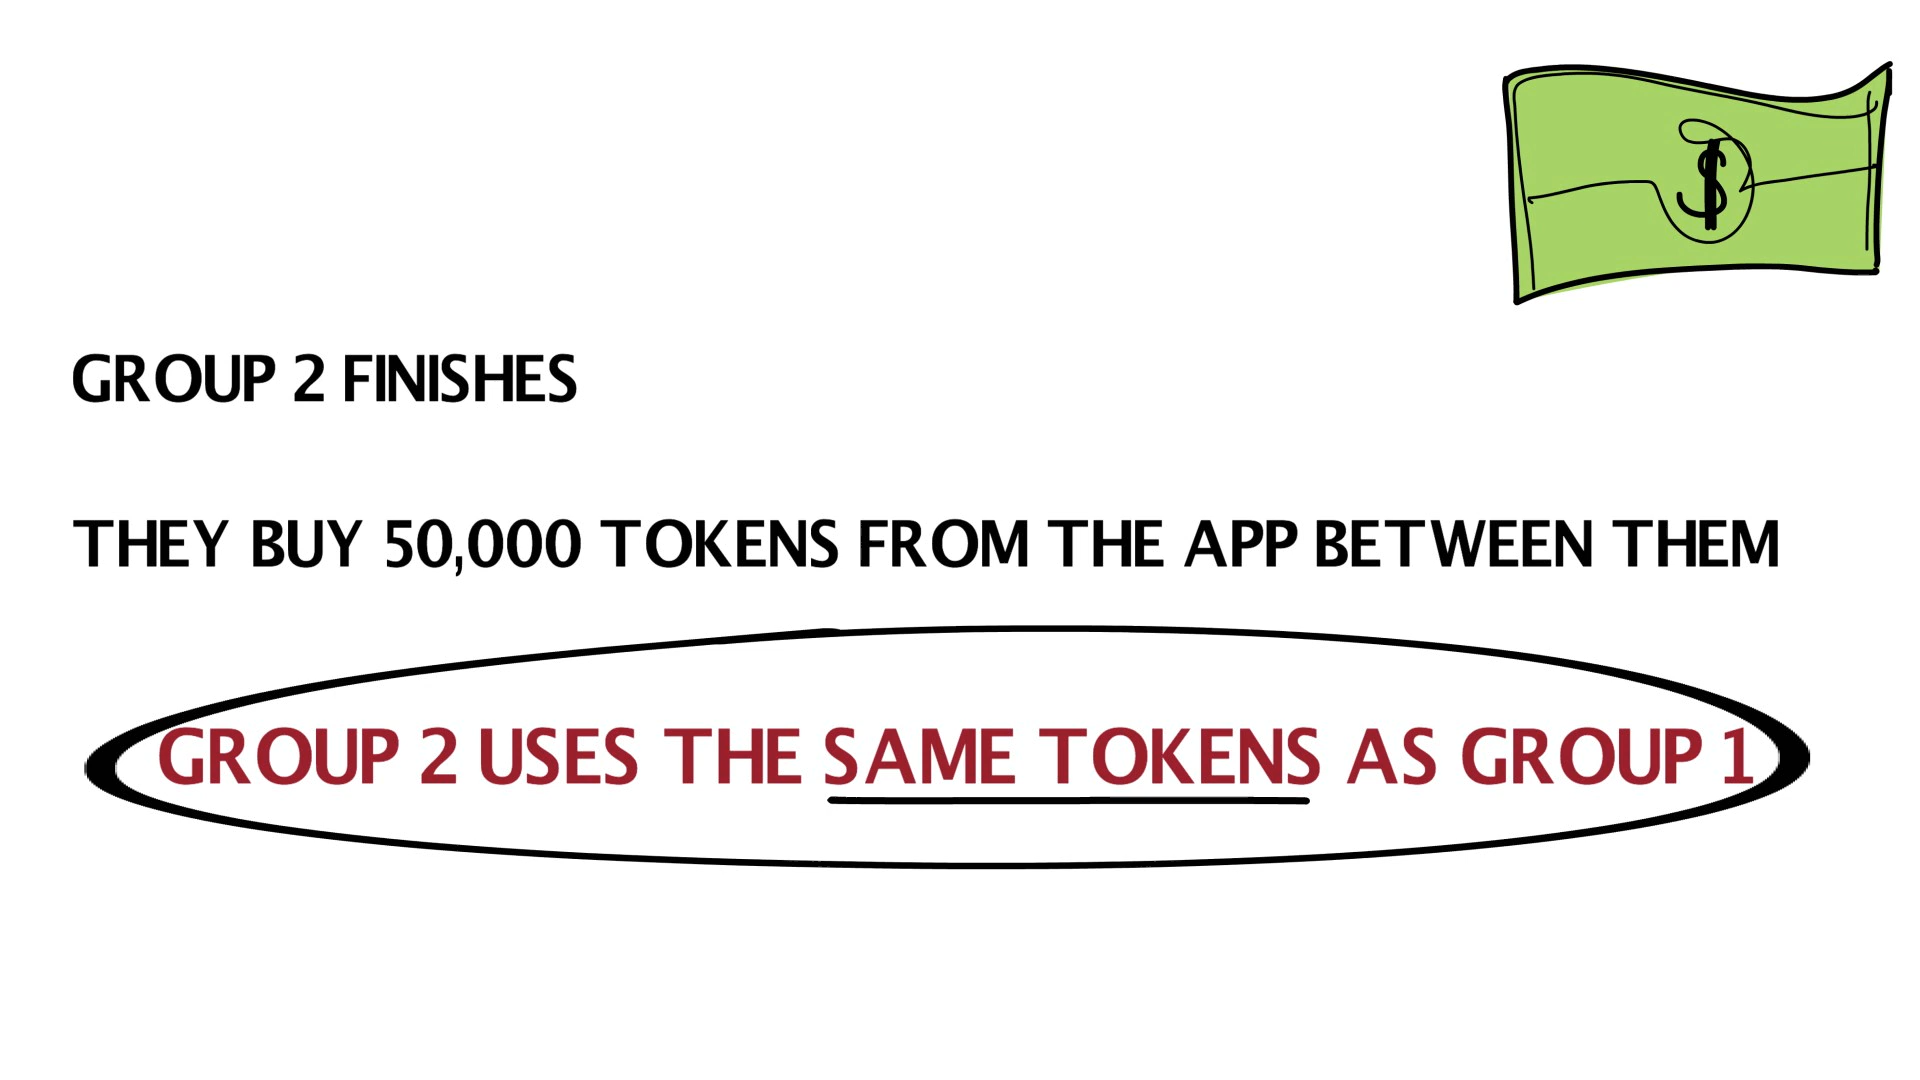 $
GROUP 2 FINISHES
THEY BUY 50,000 TOKENS FROM THE APP BETWEEN THEM
GROUP 2 USES THE SAME TOKENS AS GROUP 1